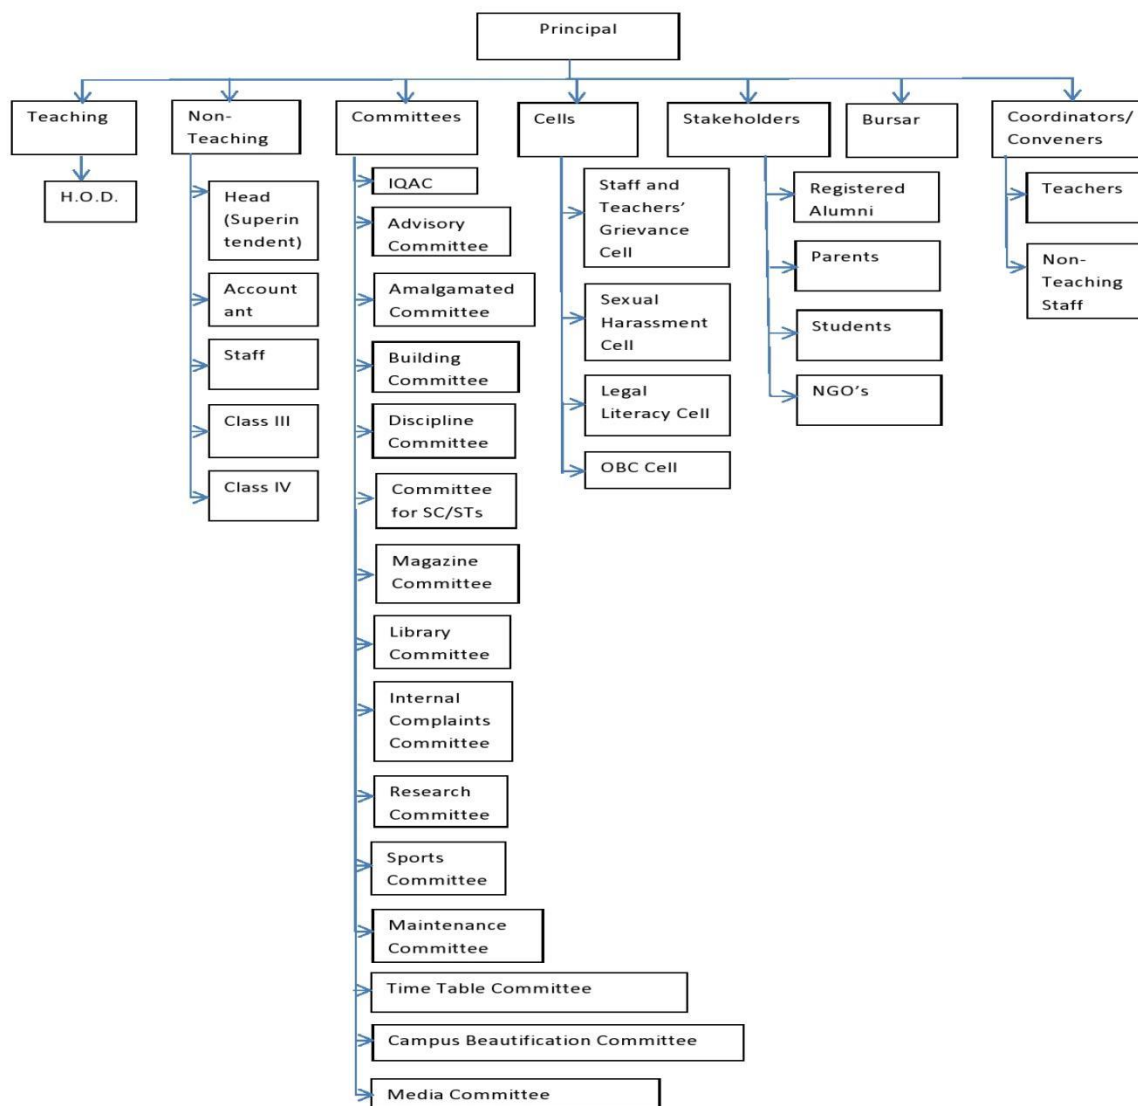 Principal
Teaching
Non-
Teaching
Committees
Cells
Stakeholders
Bursar
Coordinators/
Conveners
H.O.D.
Head
(Superin
tendent)
Account
ant
Staff
Class III
Class IV
IQAC
Advisory
Committee
Amalgamated
Committee
Building
Committee
Discipline
Committee
Committee
for SC/STs
Magazine
Committee
Library
Committee
Internal
Complaints
Committee
Research
Committee
Sports
Committee
Maintenance
Committee
Time Table Committee
Campus Beautification Committee
Media Committee
Staff and
Teachers’
Grievance
Cell
Sexual
Harassment
Cell
Legal
Literacy Cell
OBC Cell
Registered
Alumni
Parents
Students
NGO’s
Teachers
Non-
Teaching
Staff